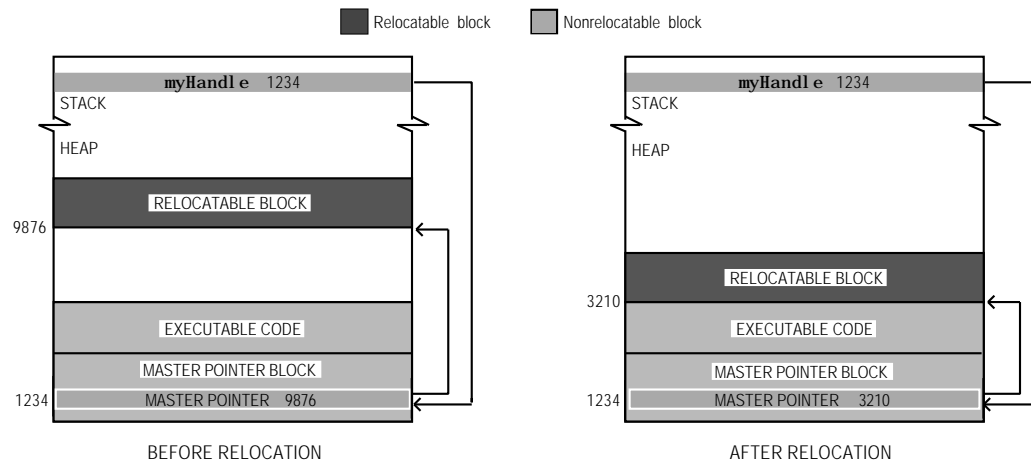 Relocatable block
Nonrelocatable block
myHandle 1234
STACK
HEAP
RELOCATABLE BLOCK
9876
EXECUTABLE CODE
MASTER POINTER BLOCK
1234
MASTER POINTER 9876
BEFORE RELOCATION
myHandle 1234
STACK
HEAP
RELOCATABLE BLOCK
3210
EXECUTABLE CODE
MASTER POINTER BLOCK
1234
MASTER POINTER 3210
AFTER RELOCATION